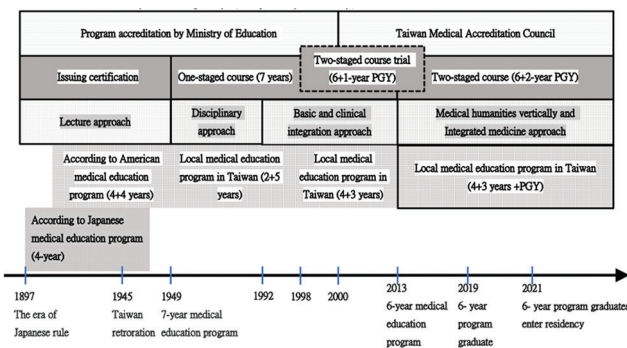 Program accreditation by Ministry of Education
Taiwan Medical Accreditation Council
Issuing certification
One-staged course (7 years)
Two-staged course trial
(6+1-year PGY)
Two-staged course (6+2-year PGY)
Lecture approach
Disciplinary
approach
Basic and clinical
integration approach
Medical humanities vertically and
Integrated medicine approach
According to American
medical education
program (4+4 years)
Local medical education
program in Taiwan (2+5
years)
Local medical
education program in
Taiwan (4+3 years)
Local medical education program in Taiwan
(4+3 years +PGY)
According to Japanese
medical education program
(4-year)
1897
The era of
Japanese rule
1945
Taiwan
retroration
1949
7-year medical
education program
1992
1998
2000
2013
6-year medical
education
program
2019
6- year
program
graduate
2021
6- year program graduates
enter residency